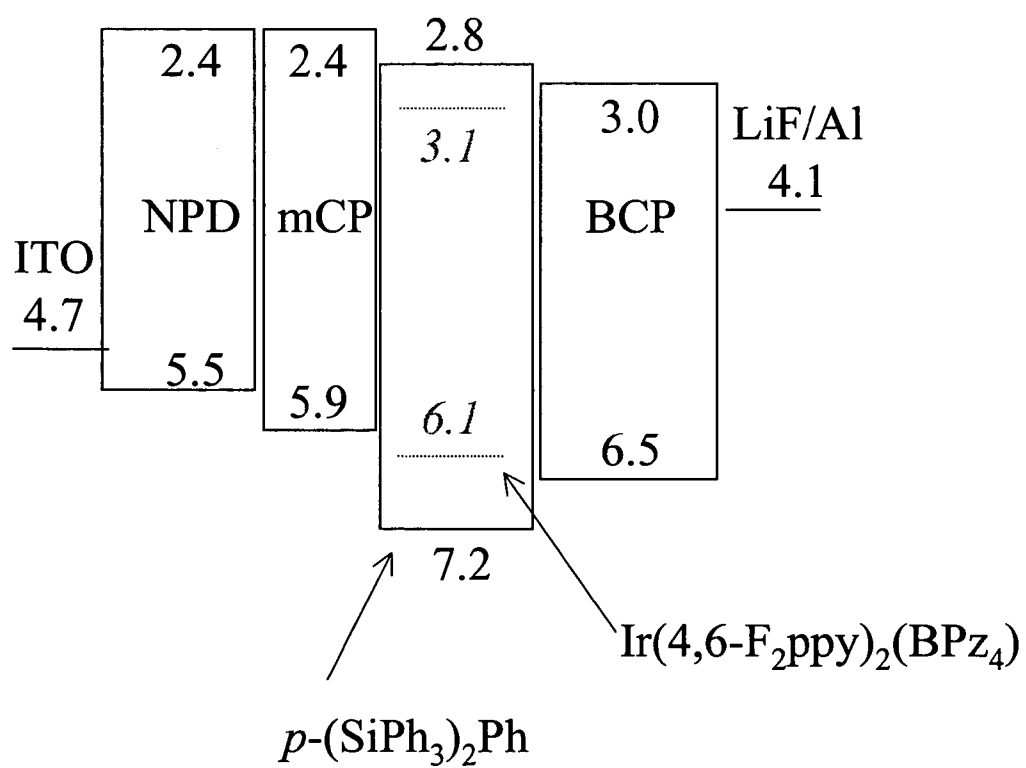 2.8
2.4
2.4
3.0
LiF/Al
3.1
4.1
NPD
mCP
BCP
ITO
4.7
5.5
5.9
6.1
6.5
7.2
Ir(4,6-F₂ppy)₂(BPz₄)
p-(SiPh₃)₂Ph